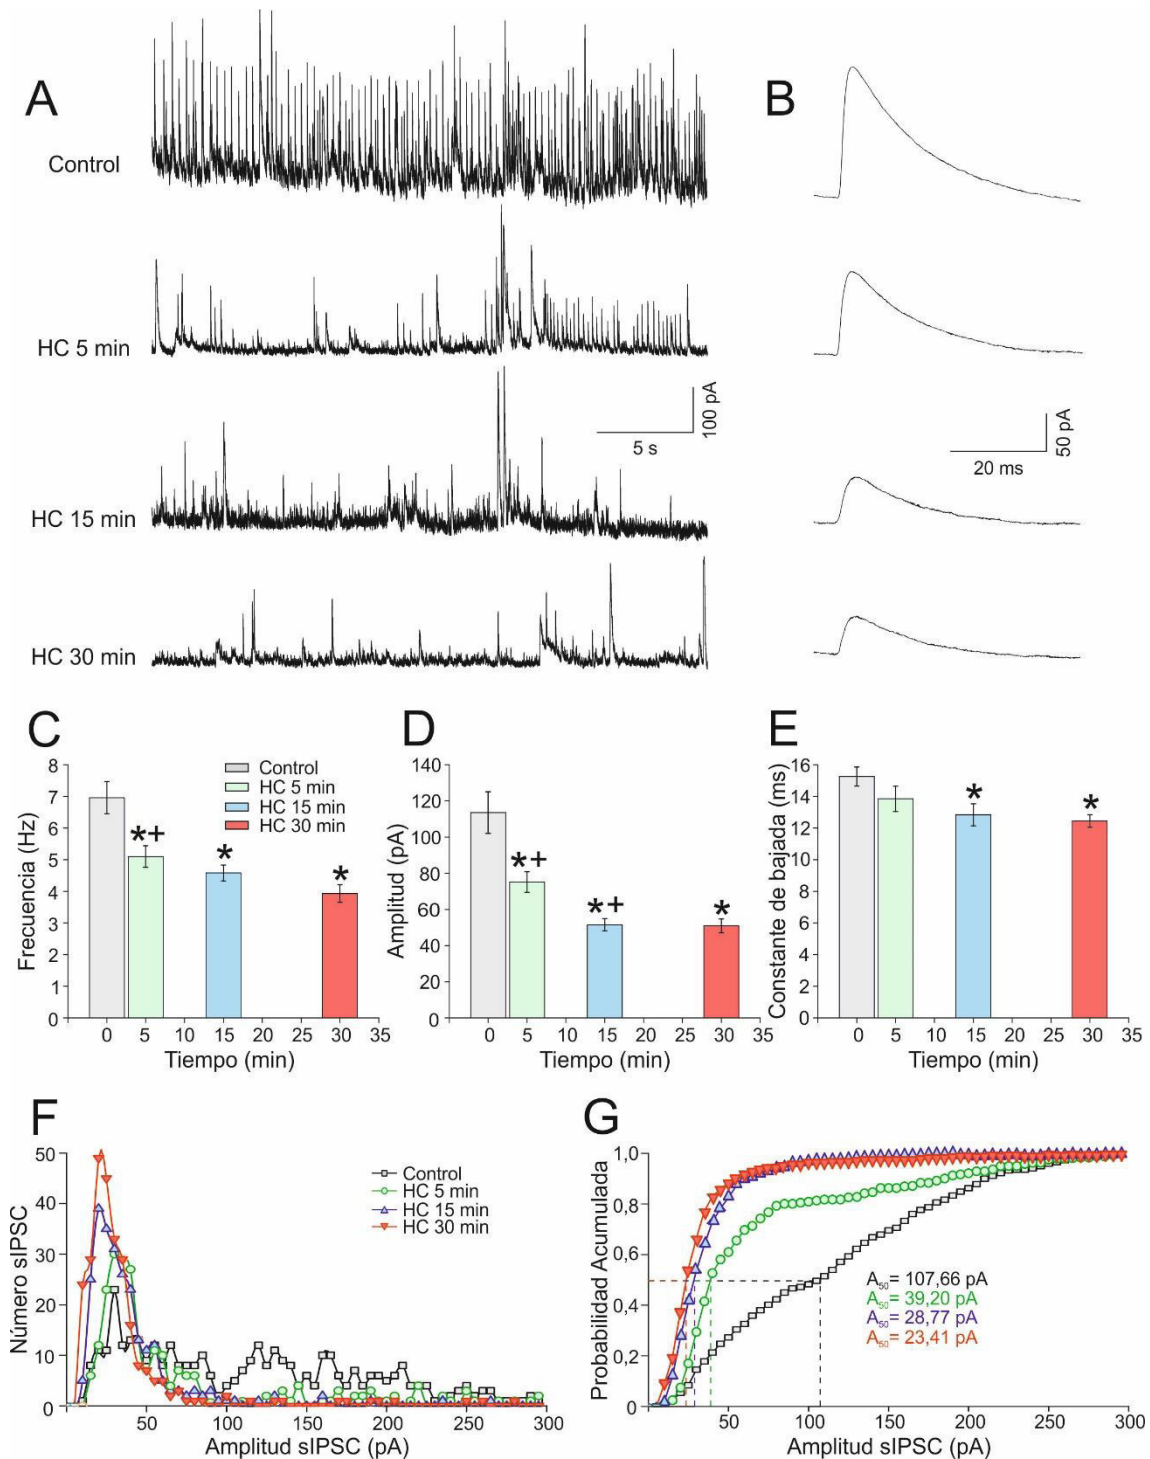 A
B
Control
HC 5 min
100 pA
5 s
50 pA
20 ms
HC 15 min
HC 30 min
C
8
7
6
5
4
3
2
1
0
Frecuencia (Hz)
Control
HC 5 min
HC 15 min
HC 30 min
*+
*
*
0 5 10 15 20 25 30 35
Tiempo (min)
D
140
120
100
80
60
40
20
0
Amplitud (pA)
*+
*+
*
0 5 10 15 20 25 30 35
Tiempo (min)
E
16
14
12
10
8
6
4
2
0
Constante de bajada (ms)
*
*
0 5 10 15 20 25 30 35
Tiempo (min)
F
50
40
30
20
10
0
Número sIPSC
Control
HC 5 min
HC 15 min
HC 30 min
50 100 150 200 250 300
Amplitud sIPSC (pA)
G
1,0
0,8
0,6
0,4
0,2
0
Probabilidad Acumulada
A50= 107,66 pA
A50= 39,20 pA
A50= 28,77 pA
A50= 23,41 pA
50 100 150 200 250 300
Amplitud sIPSC (pA)